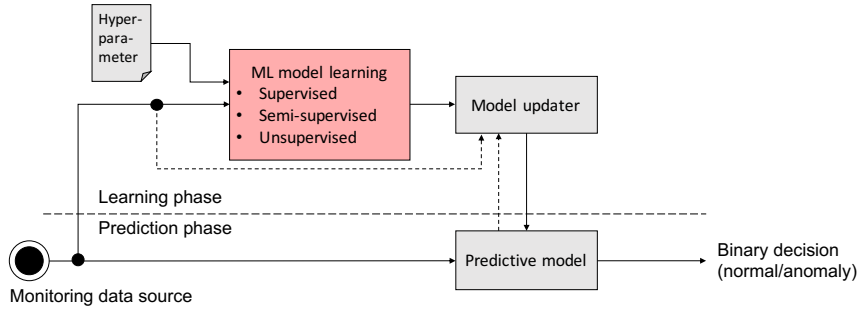 Hyper-
para-
meter
ML model learning
• Supervised
• Semi-supervised
• Unsupervised
Model updater
Learning phase
Prediction phase
Predictive model
Binary decision
(normal/anomaly)
Monitoring data source